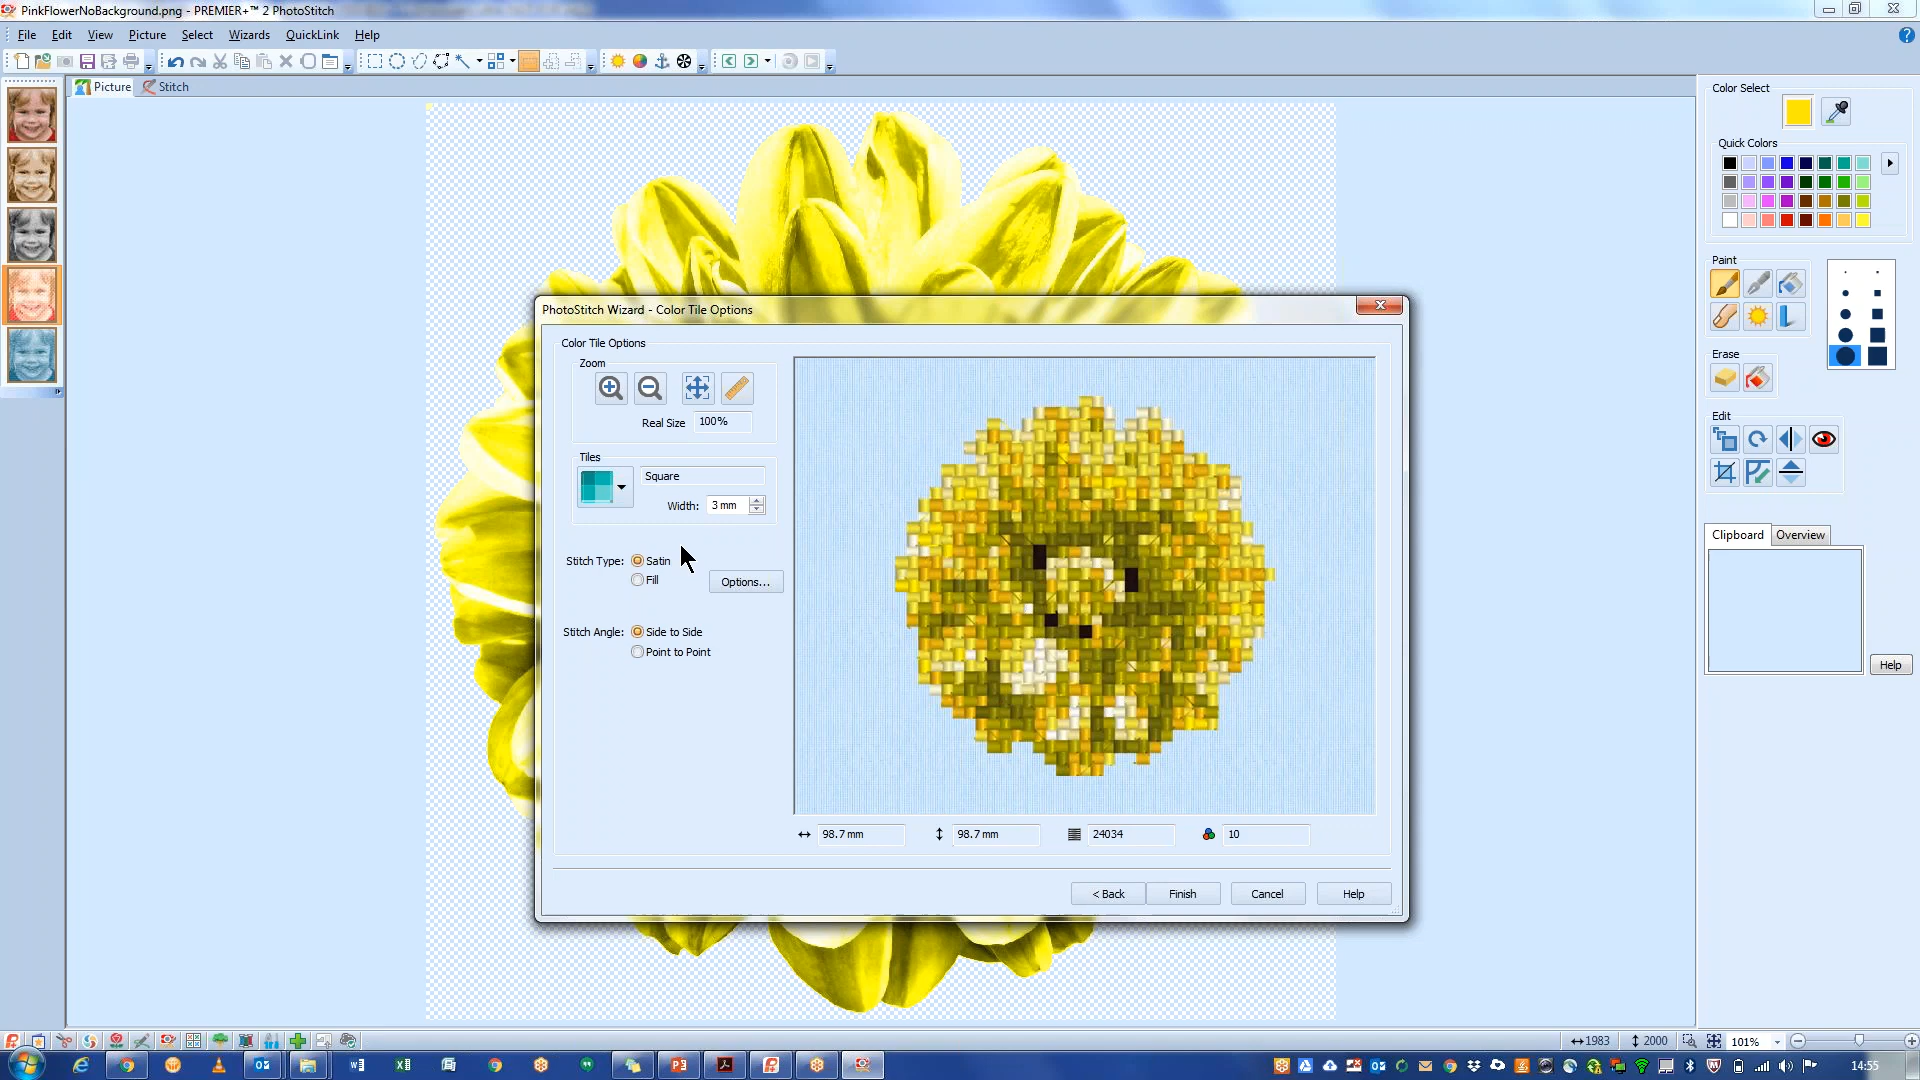 PinkFlowerNoBackground.png - PREMIER+™ 2 PhotoStitch
File Edit View Picture Select Wizards QuickLink Help
Picture Stitch
Color Select
Quick Colors
Paint
Erase
Edit
Clipboard Overview
Help
PhotoStitch Wizard - Color Tile Options
Color Tile Options
Zoom
Real Size 100%
Tiles
Square
Width: 3 mm
Stitch Type: Satin
Fill
Options...
Stitch Angle: Side to Side
Point to Point
98.7 mm 98.7 mm 24034 10
< Back Finish Cancel Help
1983 2000 101%
14:55